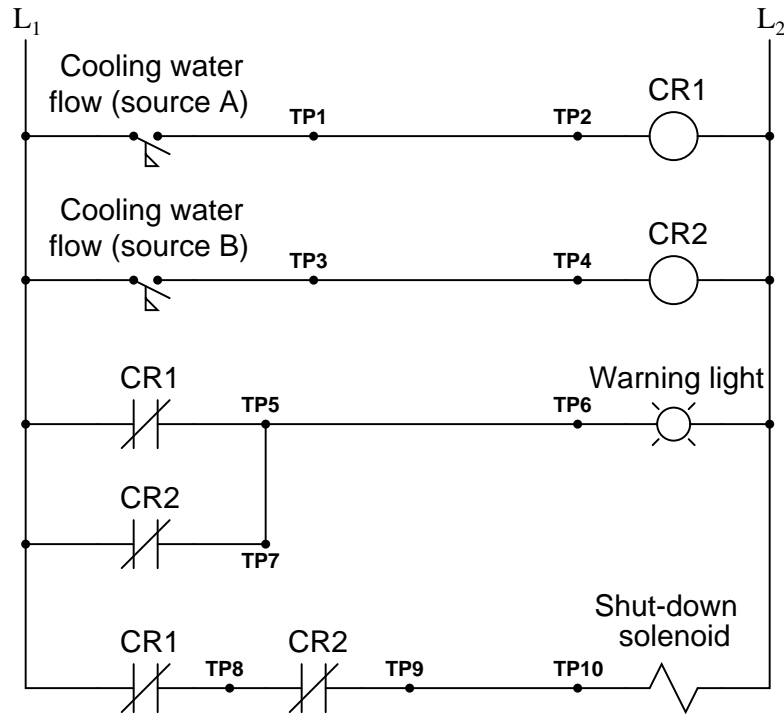 L1
L2
Cooling water
flow (source A)
TP1
TP2
CR1
Cooling water
flow (source B)
TP3
TP4
CR2
CR1
TP5
TP6
Warning light
CR2
TP7
CR1
TP8
CR2
TP9
TP10
Shut-down
solenoid